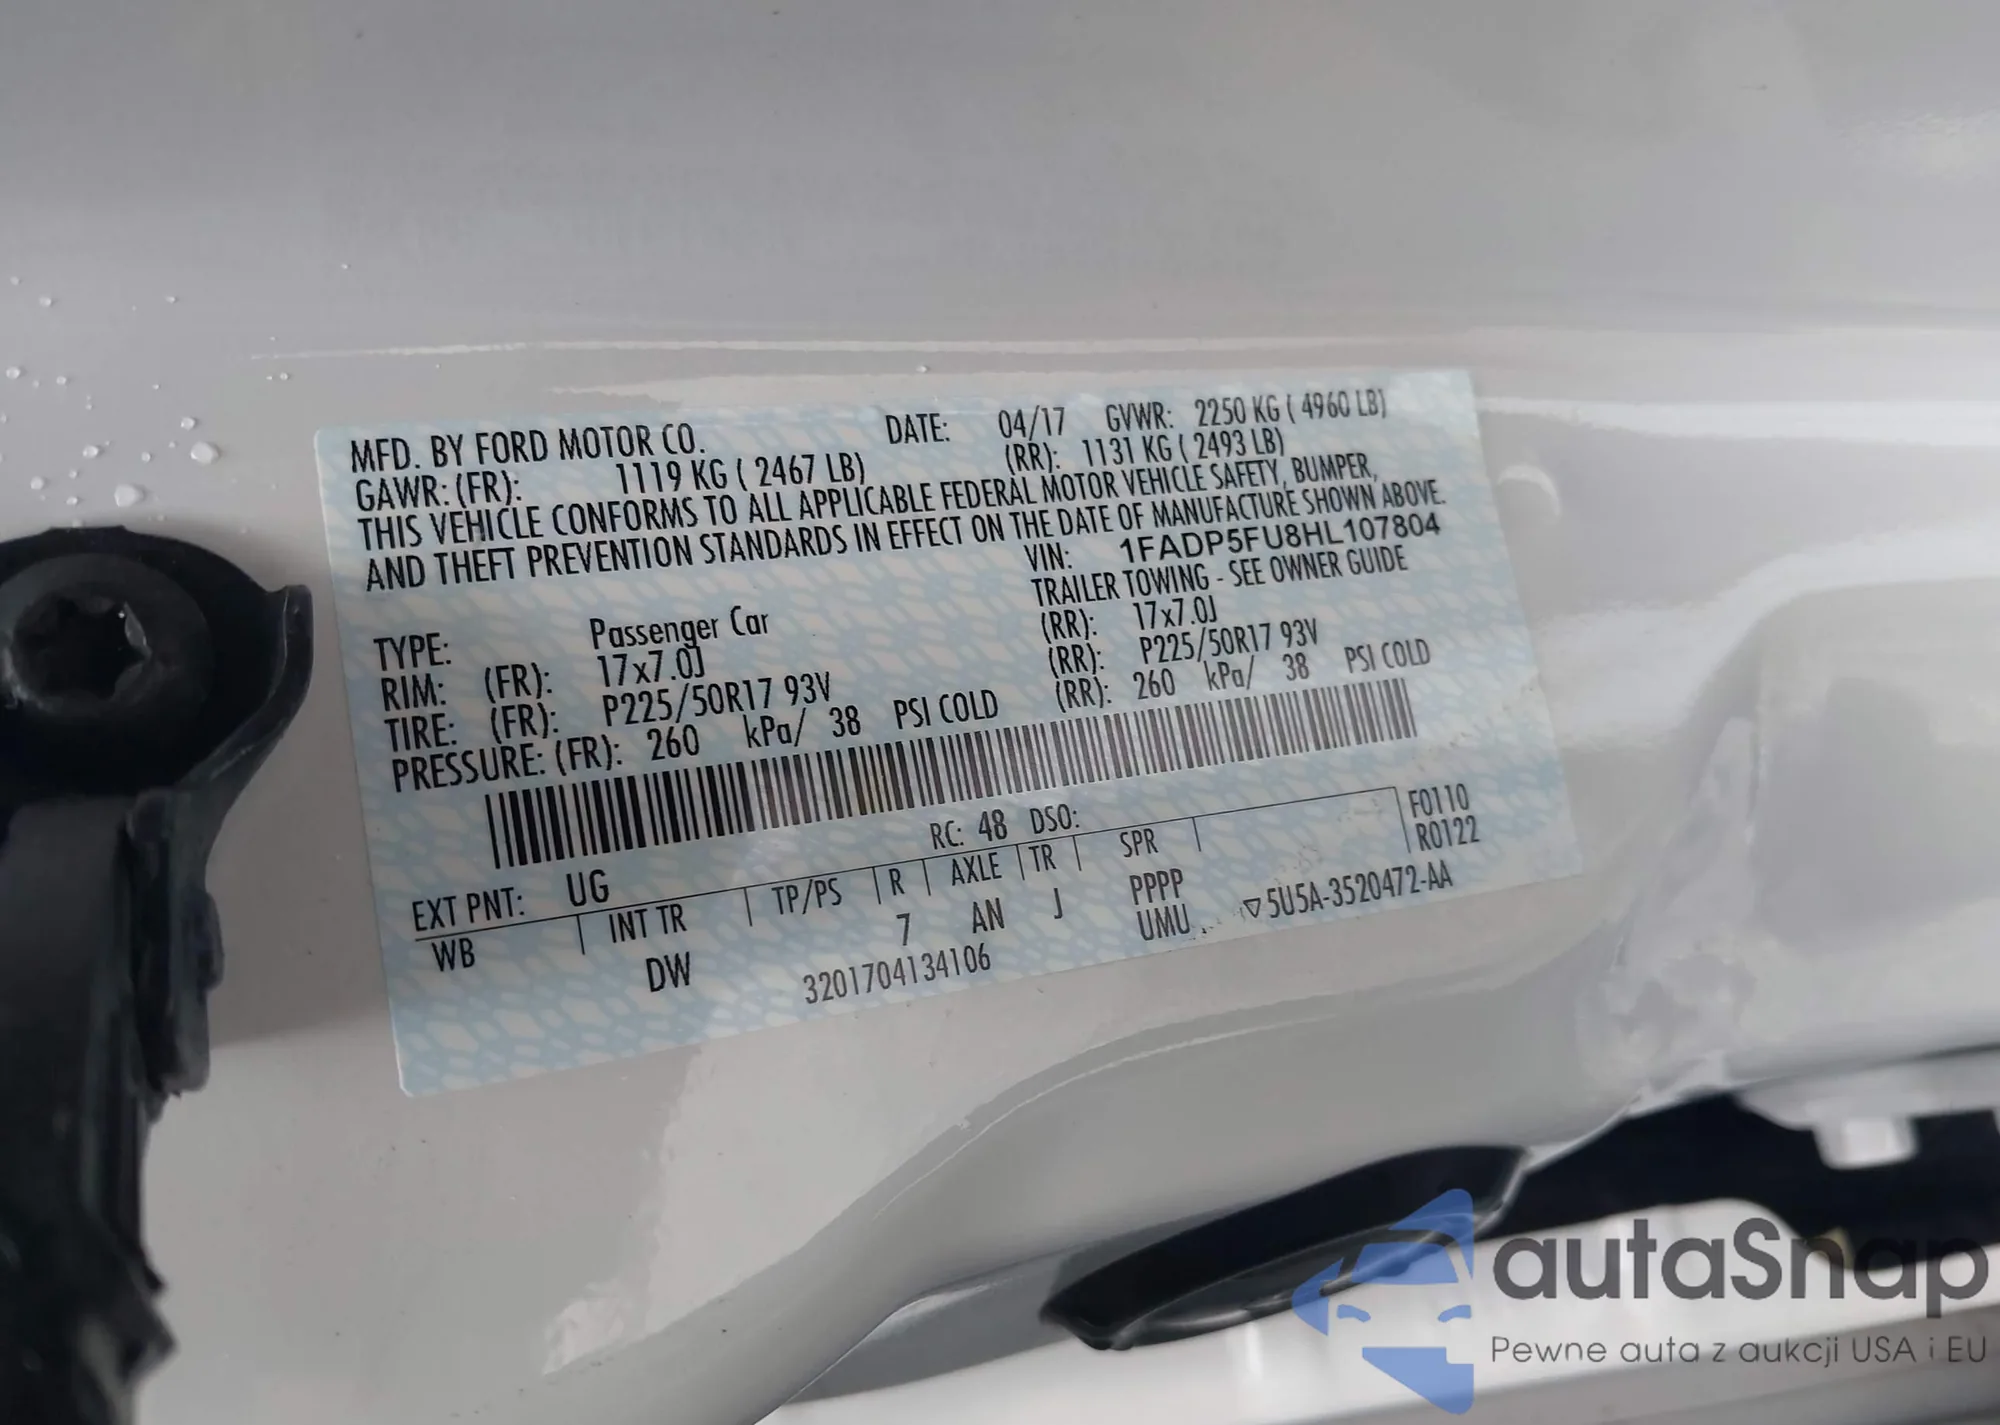 MFD. BY FORD MOTOR CO. DATE: 04/17 GVWR: 2250 KG ( 4960 LB)
GAWR: (FR): 1119 KG ( 2467 LB) (RR): 1131 KG ( 2493 LB)
THIS VEHICLE CONFORMS TO ALL APPLICABLE FEDERAL MOTOR VEHICLE SAFETY, BUMPER,
AND THEFT PREVENTION STANDARDS IN EFFECT ON THE DATE OF MANUFACTURE SHOWN ABOVE.
VIN: 1FADP5FU8HL107804
TRAILER TOWING - SEE OWNER GUIDE
TYPE: Passenger Car
RIM: (FR): 17x7.0J (RR): 17x7.0J
TIRE: (FR): P225/50R17 93V (RR): P225/50R17 93V
PRESSURE: (FR): 260 kPa/ 38 PSI COLD (RR): 260 kPa/ 38 PSI COLD
RC: 48 DSO: F0110
EXT PNT: UG R0122
WB INT TR TP/PS R AXLE TR SPR
DW 7 AN J PPPP
UMU ▽5U5A-3520472-AA
3201704134106
autaSnap
Pewne auta z aukcji USA i EU